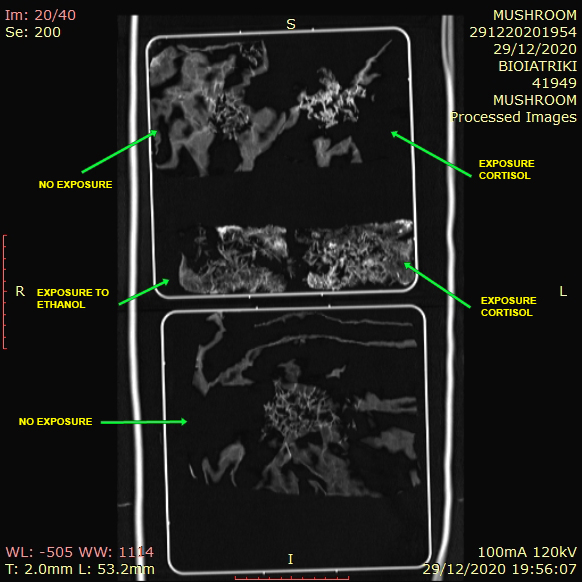 Im: 20/40
Se: 200
S
MUSHROOM
291220201954
29/12/2020
BIOIATRIKI
41949
MUSHROOM
Processed Images
NO EXPOSURE
EXPOSURE
CORTISOL
R
EXPOSURE TO
ETHANOL
L
EXPOSURE
CORTISOL
NO EXPOSURE
WL: -505 WW: 1114
T: 2.0mm L: 53.2mm
I
100mA 120kV
29/12/2020 19:56:07